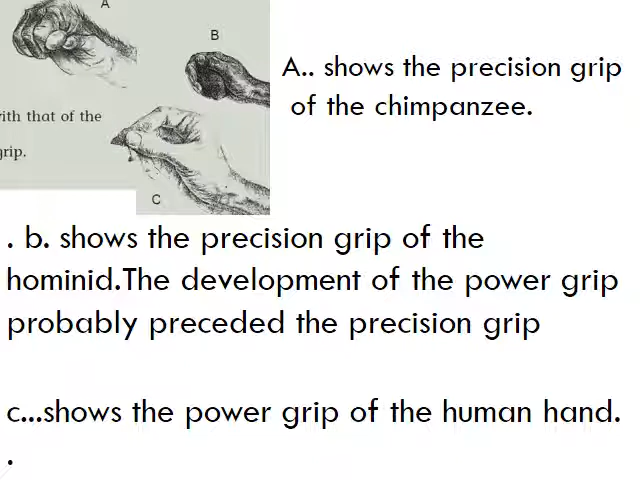 A
B
A.. shows the precision grip
of the chimpanzee.
with that of the
grip.
C
. b. shows the precision grip of the
hominid.The development of the power grip
probably preceded the precision grip
c...shows the power grip of the human hand.
.